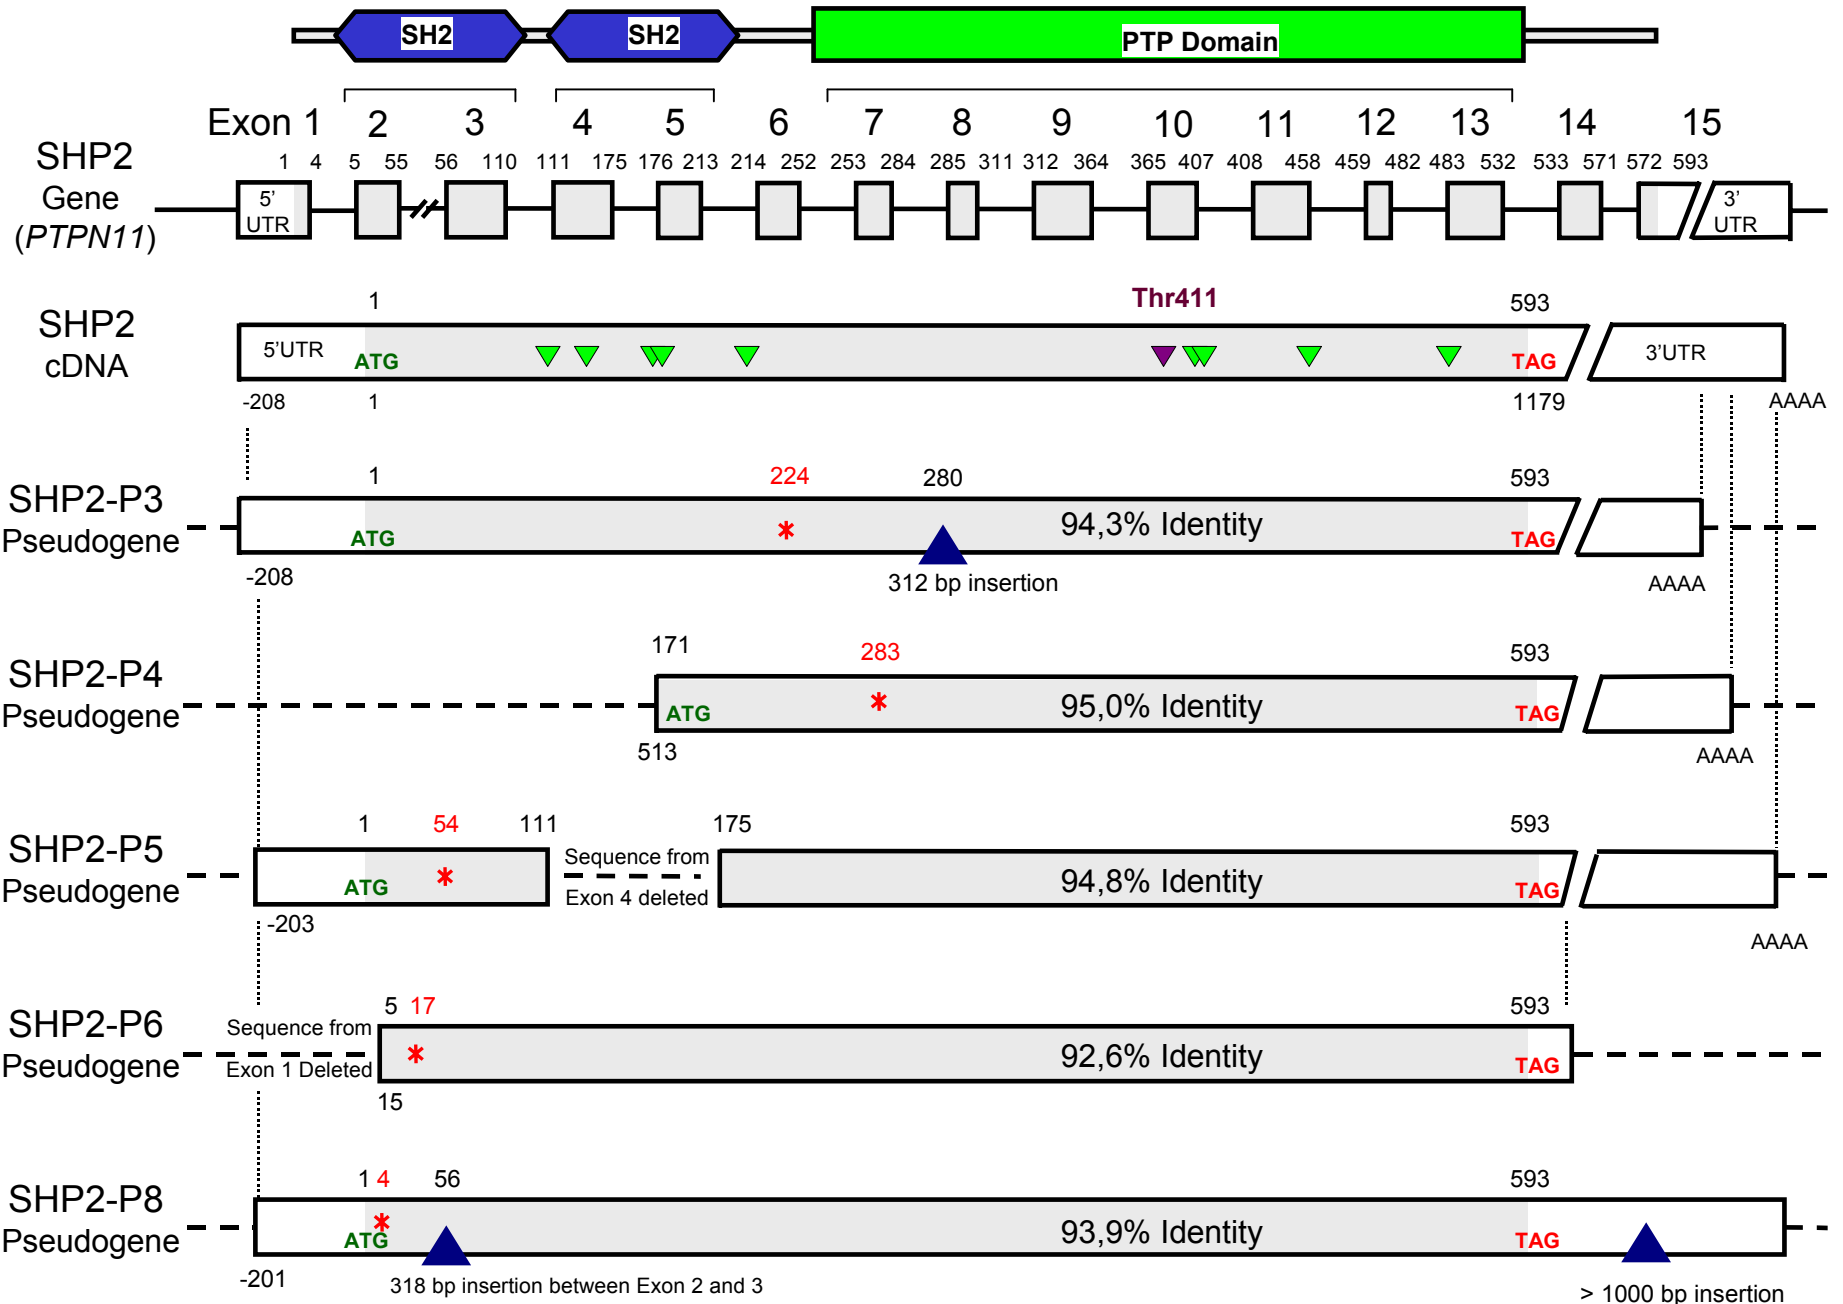 SH2 SH2 PTP Domain
Exon 1 2 3 4 5 6 7 8 9 10 11 12 13 14 15
SHP2
Gene
(PTPN11)
1 4 5 55 56 110 111 175 176 213 214 252 253 284 285 311 312 364 365 407 408 458 459 482 483 532 533 571 572 593
5'
UTR
3'
UTR
SHP2
cDNA
1 Thr411 593
5'UTR ATG TAG 3'UTR
-208 1 1179 AAAA
SHP2-P3
Pseudogene
1 224 280 593
ATG 94,3% Identity TAG
-208 312 bp insertion AAAA
SHP2-P4
Pseudogene
171 283 593
ATG 95,0% Identity TAG
513 AAAA
SHP2-P5
Pseudogene
1 54 111 175 593
Sequence from
Exon 4 deleted
ATG 94,8% Identity TAG
-203 AAAA
SHP2-P6
Pseudogene
Sequence from
Exon 1 Deleted
5 17 593
92,6% Identity TAG
15
SHP2-P8
Pseudogene
1 4 56 593
ATG 93,9% Identity TAG
-201 318 bp insertion between Exon 2 and 3 > 1000 bp insertion